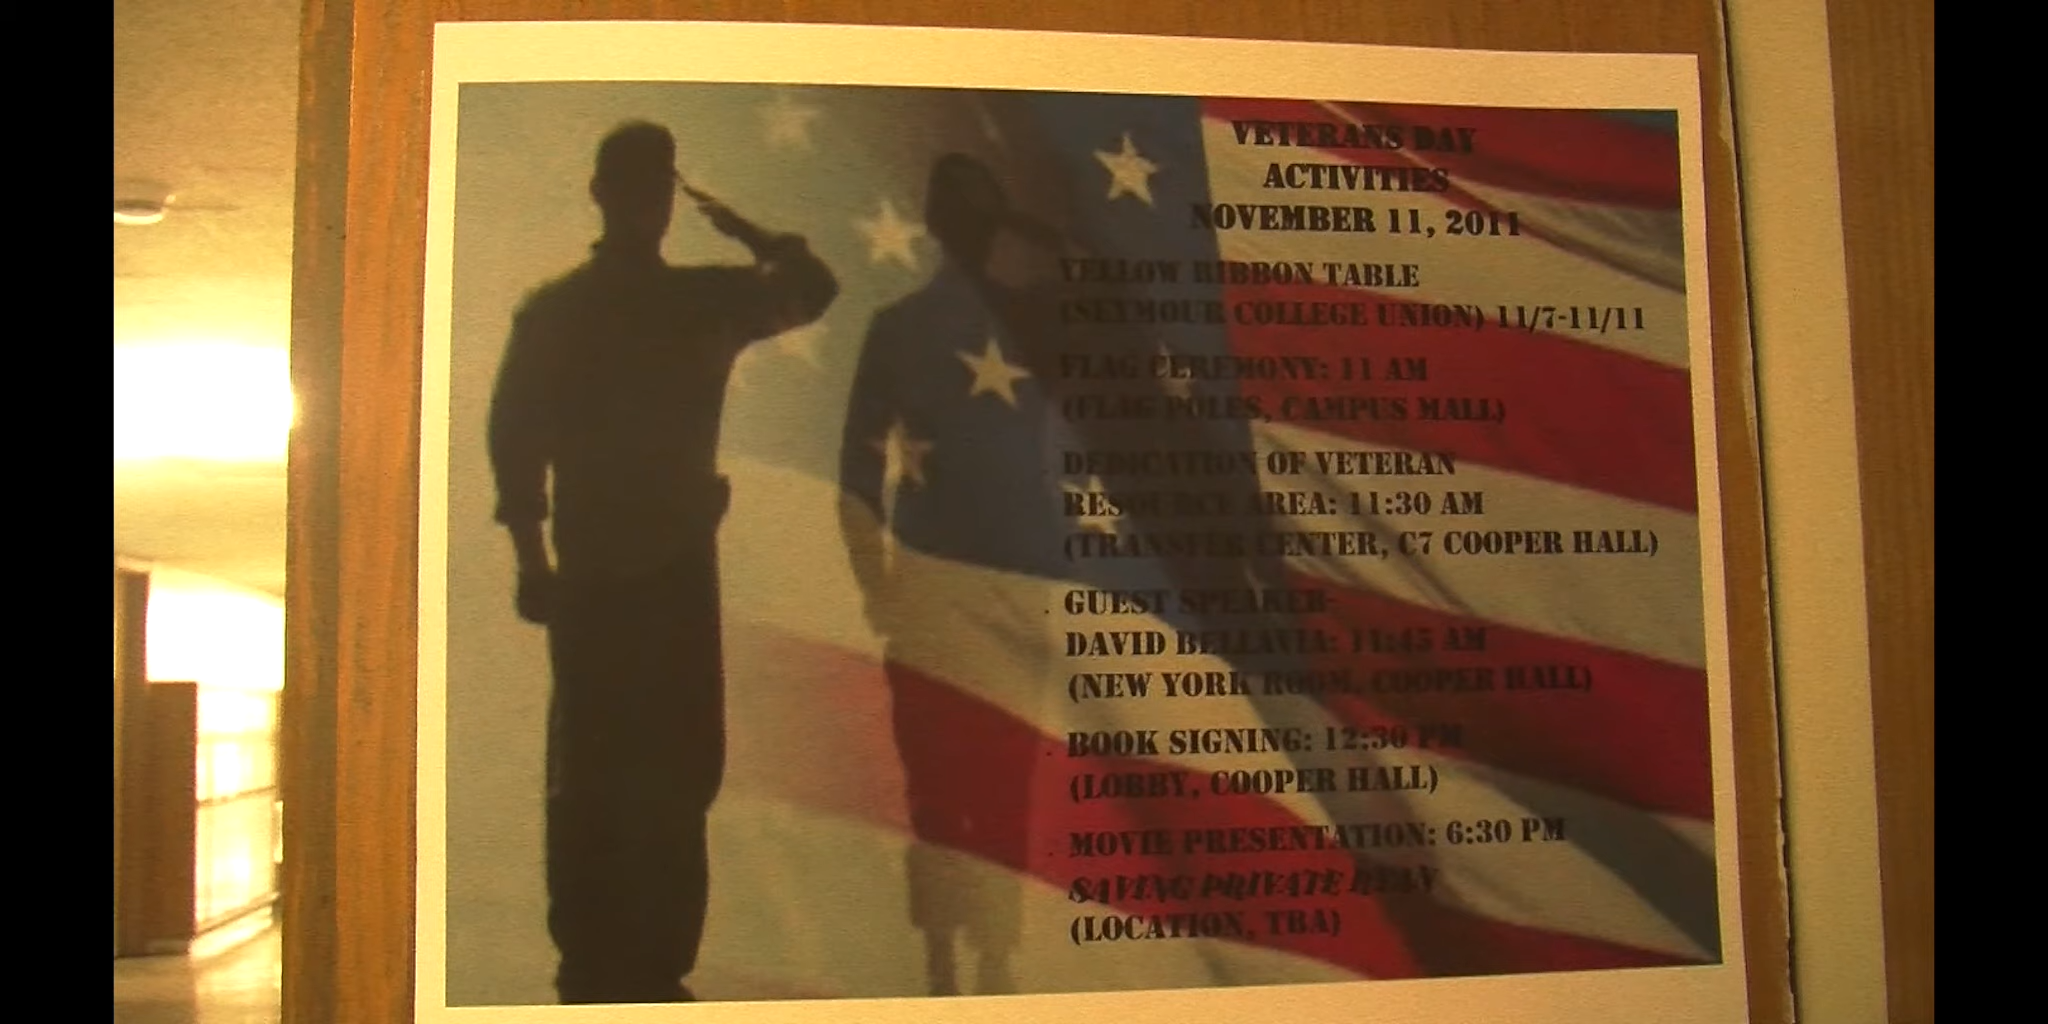 VETERANS DAY
ACTIVITIES
NOVEMBER 11, 2011
YELLOW RIBBON TABLE
(SEYMOUR COLLEGE UNION) 11/7-11/11
FLAG CEREMONY: 11 AM
(FLAG POLES, CAMPUS MALL)
DEDICATION OF VETERAN
RESOURCE AREA: 11:30 AM
(TRANSFER CENTER, C7 COOPER HALL)
GUEST SPEAKER-
DAVID BELLAVIA: 11:45 AM
(NEW YORK ROOM, COOPER HALL)
BOOK SIGNING: 12:30 PM
(LOBBY, COOPER HALL)
MOVIE PRESENTATION: 6:30 PM
SAVING PRIVATE RYAN
(LOCATION, TBA)